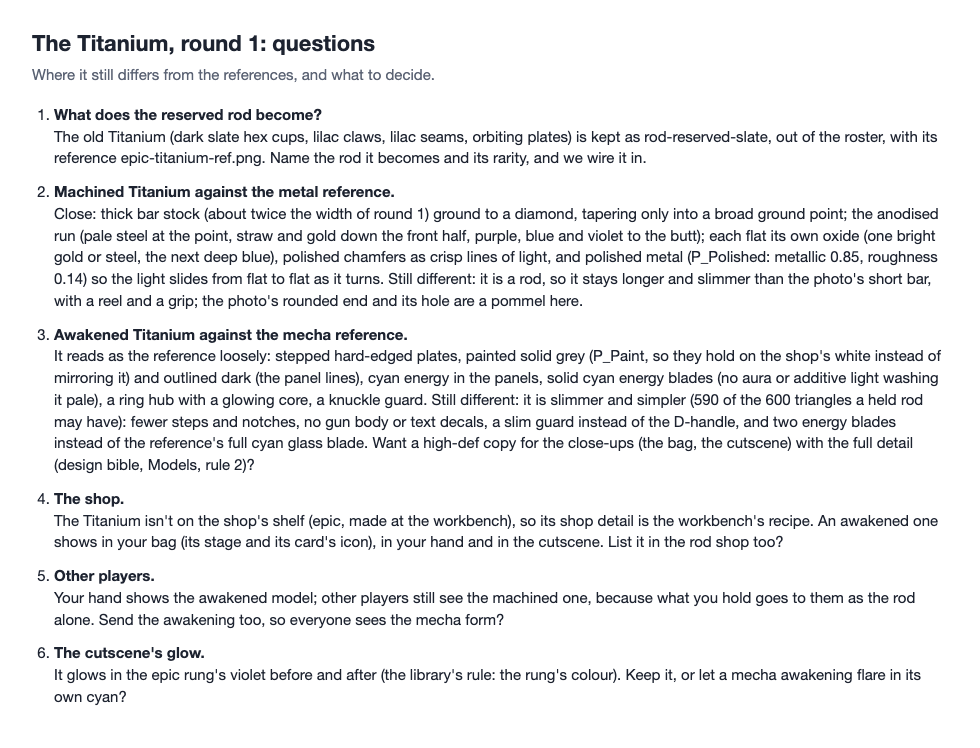 The Titanium, round 1: questions
Where it still differs from the references, and what to decide.
1. What does the reserved rod become?
The old Titanium (dark slate hex cups, lilac claws, lilac seams, orbiting plates) is kept as rod-reserved-slate, out of the roster, with its
reference epic-titanium-ref.png. Name the rod it becomes and its rarity, and we wire it in.
2. Machined Titanium against the metal reference.
Close: thick bar stock (about twice the width of round 1) ground to a diamond, tapering only into a broad ground point; the anodised
run (pale steel at the point, straw and gold down the front half, purple, blue and violet to the butt); each flat its own oxide (one bright
gold or steel, the next deep blue), polished chamfers as crisp lines of light, and polished metal (P_Polished: metallic 0.85, roughness
0.14) so the light slides from flat to flat as it turns. Still different: it is a rod, so it stays longer and slimmer than the photo's short bar,
with a reel and a grip; the photo's rounded end and its hole are a pommel here.
3. Awakened Titanium against the mecha reference.
It reads as the reference loosely: stepped hard-edged plates, painted solid grey (P_Paint, so they hold on the shop's white instead of
mirroring it) and outlined dark (the panel lines), cyan energy in the panels, solid cyan energy blades (no aura or additive light washing
it pale), a ring hub with a glowing core, a knuckle guard. Still different: it is slimmer and simpler (590 of the 600 triangles a held rod
may have): fewer steps and notches, no gun body or text decals, a slim guard instead of the D-handle, and two energy blades
instead of the reference's full cyan glass blade. Want a high-def copy for the close-ups (the bag, the cutscene) with the full detail
(design bible, Models, rule 2)?
4. The shop.
The Titanium isn't on the shop's shelf (epic, made at the workbench), so its shop detail is the workbench's recipe. An awakened one
shows in your bag (its stage and its card's icon), in your hand and in the cutscene. List it in the rod shop too?
5. Other players.
Your hand shows the awakened model; other players still see the machined one, because what you hold goes to them as the rod
alone. Send the awakening too, so everyone sees the mecha form?
6. The cutscene's glow.
It glows in the epic rung's violet before and after (the library's rule: the rung's colour). Keep it, or let a mecha awakening flare in its
own cyan?